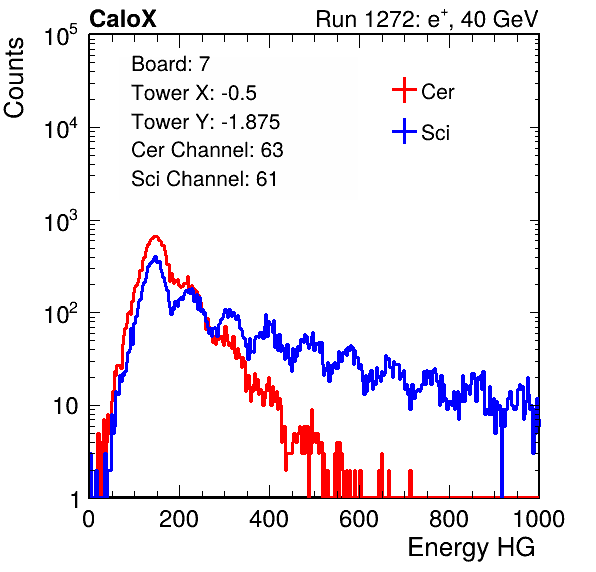 CaloX Run 1272: e⁺, 40 GeV
Counts
10⁵
10⁴
10³
10²
10
1
Board: 7
Tower X: -0.5
Tower Y: -1.875
Cer Channel: 63
Sci Channel: 61
Cer
Sci
0 200 400 600 800 1000
Energy HG